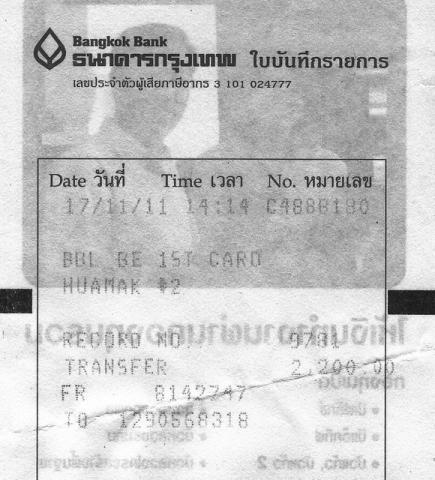 Bangkok Bank
ธนาคารกรุงเทพ ใบบันทึกรายการ
เลขประจำตัวผู้เสียภาษีอากร 3 101 024777
Date วันที่ Time เวลา No. หมายเลข
17/11/11 14:14 C4888180
BBL BE 1ST CARD
HUAMAK #2
RECORD NO. 9781
TRANSFER 2,200.00
FR 8142747
TO 1290568318